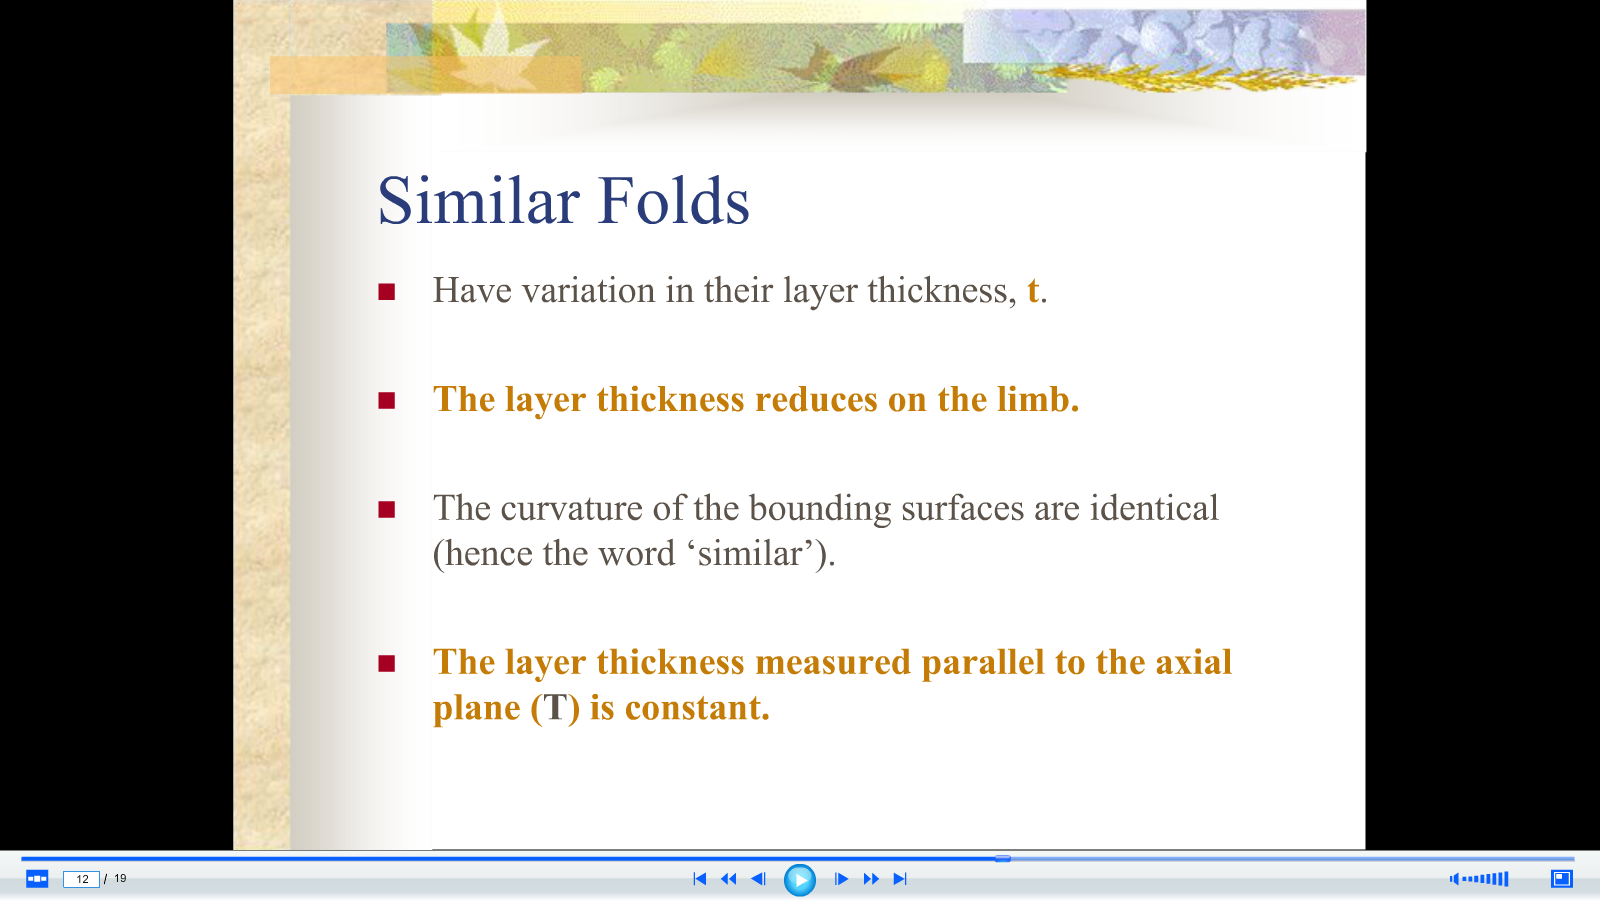 Similar Folds
Have variation in their layer thickness, t.
The layer thickness reduces on the limb.
The curvature of the bounding surfaces are identical
(hence the word ‘similar’).
The layer thickness measured parallel to the axial
plane (T) is constant.
12 / 19